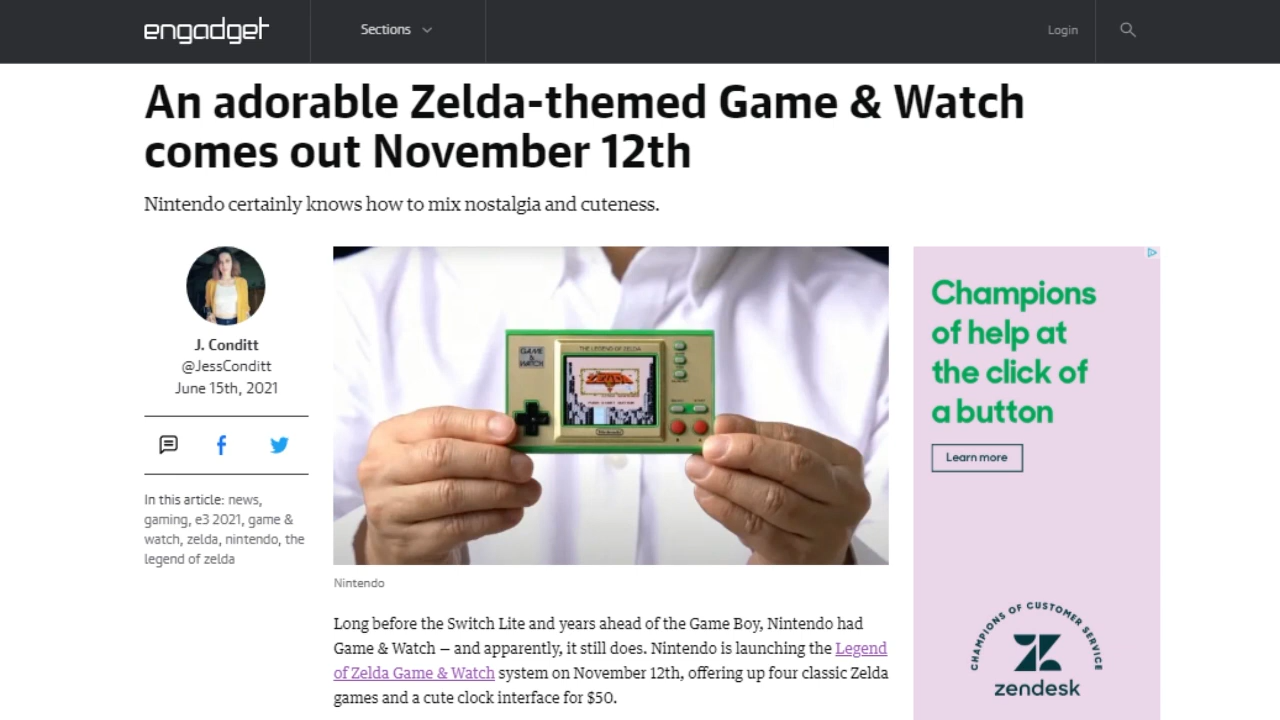 engadget
Sections
Login
An adorable Zelda-themed Game & Watch
comes out November 12th
Nintendo certainly knows how to mix nostalgia and cuteness.
J. Conditt
@JessConditt
June 15th, 2021
In this article: news,
gaming, e3 2021, game &
watch, zelda, nintendo, the
legend of zelda
GAME
&
WATCH
THE LEGEND OF ZELDA
ZELDA
Nintendo
Nintendo
Long before the Switch Lite and years ahead of the Game Boy, Nintendo had
Game & Watch – and apparently, it still does. Nintendo is launching the Legend
of Zelda Game & Watch system on November 12th, offering up four classic Zelda
games and a cute clock interface for $50.
Champions
of help at
the click of
a button
Learn more
CHAMPIONS OF CUSTOMER SERVICE
zendesk